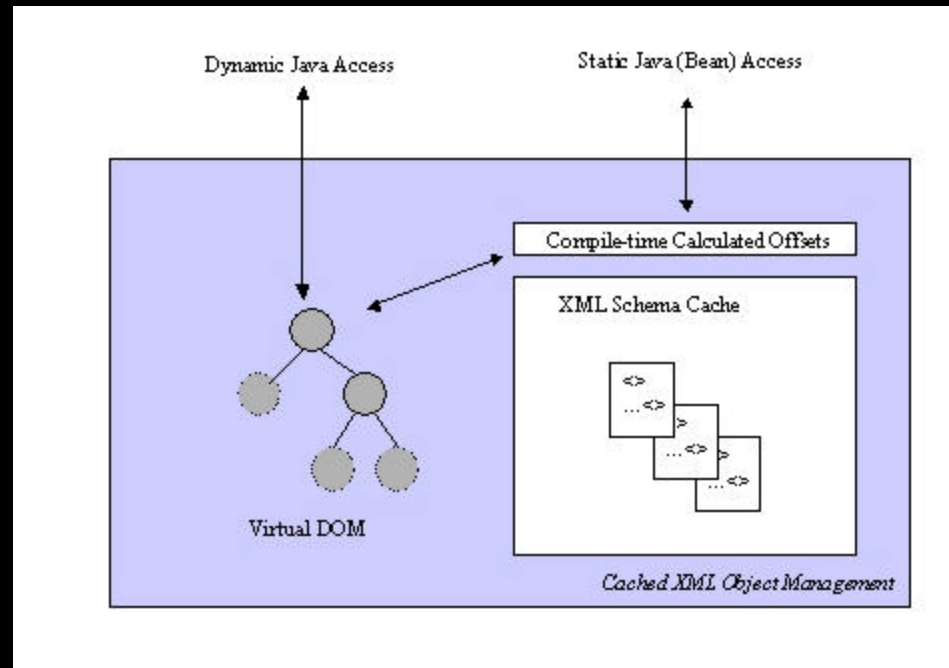 Dynamic Java Access
Static Java (Bean) Access
Compile-time Calculated Offsets
XML Schema Cache
<>
... <>
>
... <>
>
... <>
Virtual DOM
Cached XML Object Management